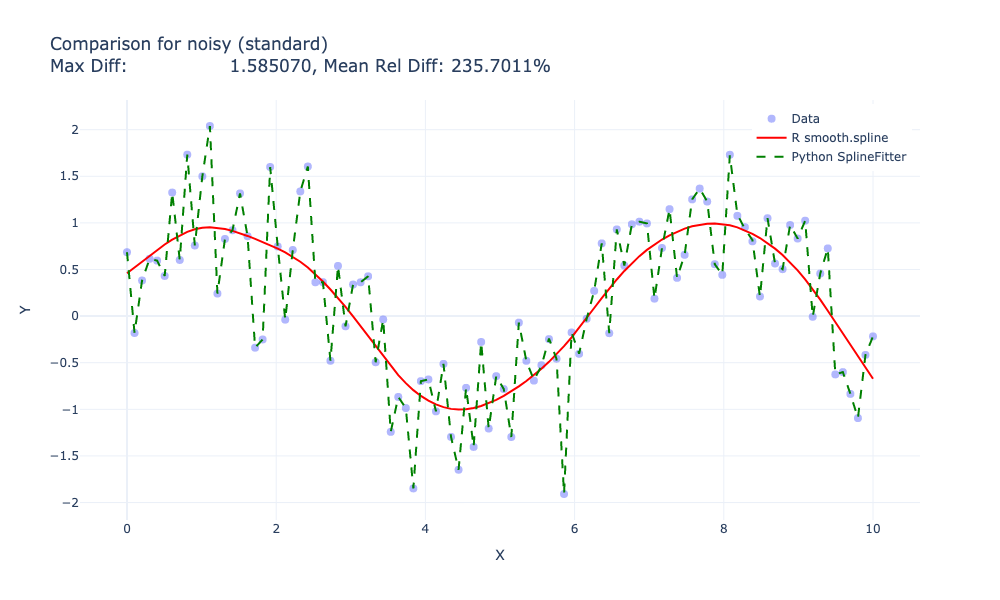 Comparison for noisy (standard)
Max Diff: 1.585070, Mean Rel Diff: 235.7011%
Data
R smooth.spline
Python SplineFitter
2
1.5
1
0.5
0
−0.5
−1
−1.5
−2
Y
0 2 4 6 8 10
X